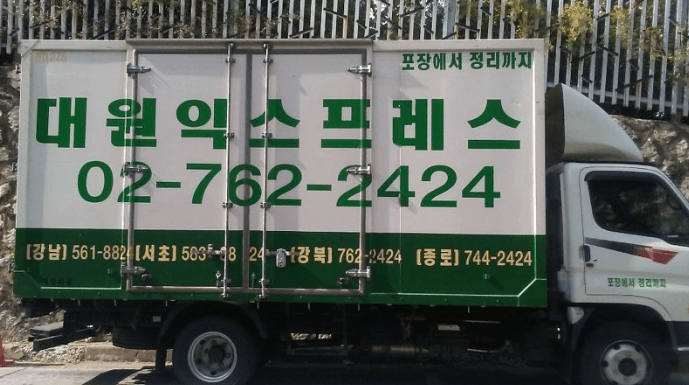 포장에서 정리까지
대원익스프레스
02-762-2424
(강남) 561-8824 (서초) (강북) 762-2424 (종로) 744-2424
포장에서 정리까지